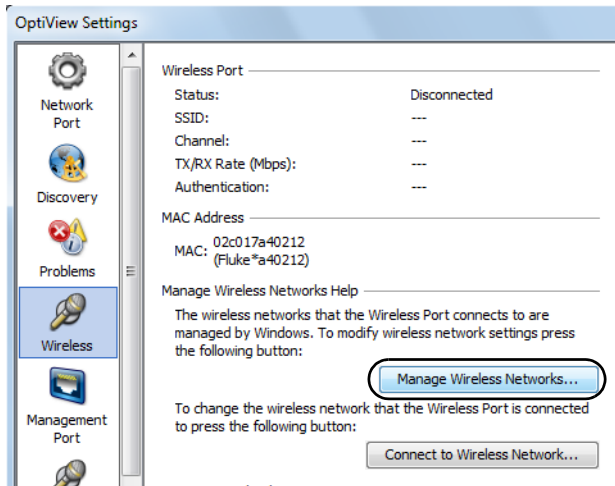 OptiView Settings
Network
Port
Discovery
Problems
Wireless
Management
Port
Wireless Port
Status: Disconnected
SSID: ---
Channel: ---
TX/RX Rate (Mbps): ---
Authentication: ---
MAC Address
MAC: 02c017a40212
(Fluke*a40212)
Manage Wireless Networks Help
The wireless networks that the Wireless Port connects to are
managed by Windows. To modify wireless network settings press
the following button:
Manage Wireless Networks...
To change the wireless network that the Wireless Port is connected
to press the following button:
Connect to Wireless Network...